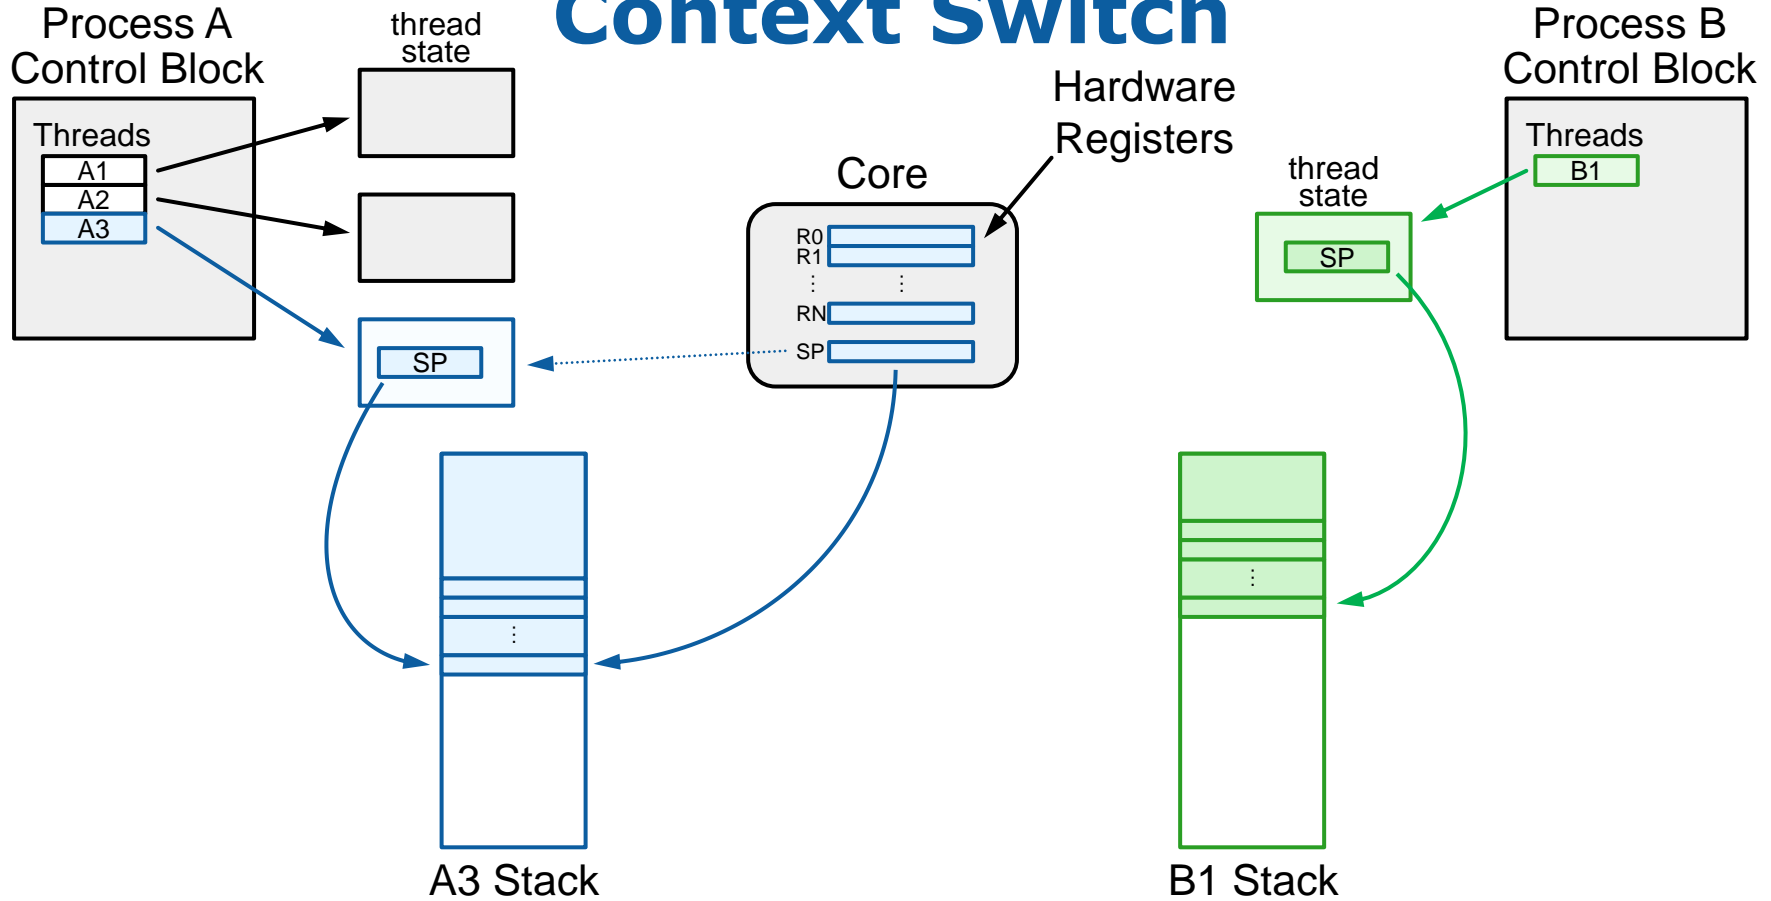 Context Switch
Process A
Control Block
Threads
A1
A2
A3
thread
state
SP
Core
R0
R1
⋮ ⋮
RN
SP
Hardware
Registers
thread
state
SP
Process B
Control Block
Threads
B1
⋮
A3 Stack
⋮
B1 Stack